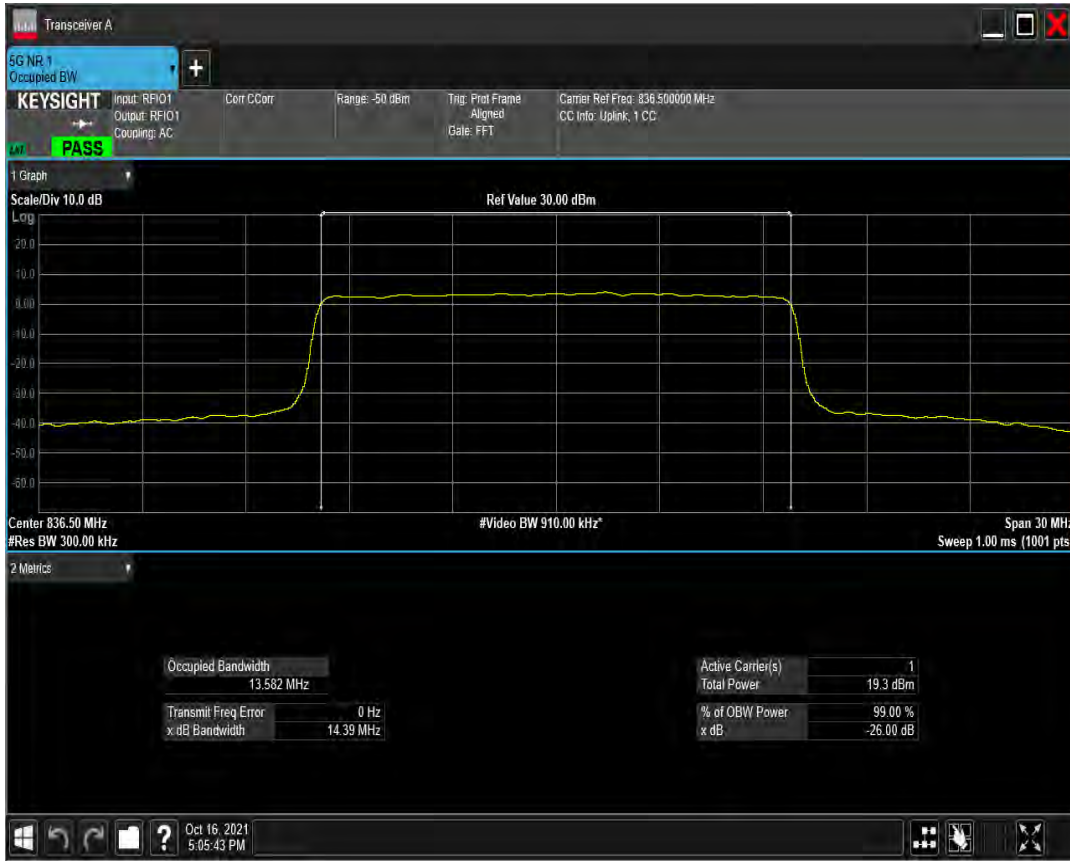 Transceiver A
5G NR 1
Occupied BW
+
KEYSIGHT
PASS
Input: RFIO1
Output: RFIO1
Coupling: AC
Corr CCorr
Range: -50 dBm
Trig: Prot Frame
Aligned
Gate: FFT
Carrier Ref Freq: 836.500000 MHz
CC Info: Uplink, 1 CC
1 Graph
Scale/Div 10.0 dB
Ref Value 30.00 dBm
Log
20.0
10.0
0.00
-10.0
-20.0
-30.0
-40.0
-50.0
-60.0
Center 836.50 MHz
#Video BW 910.00 kHz*
Span 30 MHz
#Res BW 300.00 kHz
Sweep 1.00 ms (1001 pts
2 Metrics
Occupied Bandwidth
13.582 MHz
Transmit Freq Error 0 Hz
x dB Bandwidth 14.39 MHz
Active Carrier(s) 1
Total Power 19.3 dBm
% of OBW Power 99.00 %
x dB -26.00 dB
?
Oct 16, 2021
5:05:43 PM